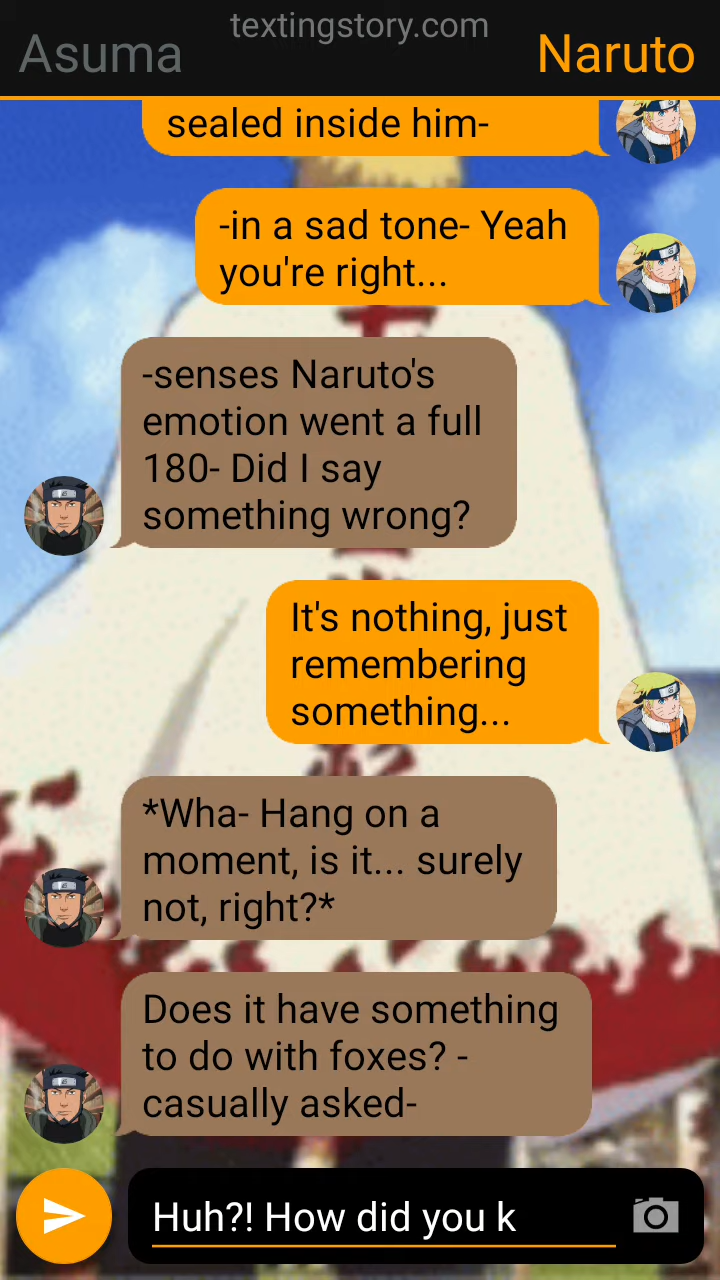 textingstory.com
Asuma
Naruto
sealed inside him-
-in a sad tone- Yeah
you're right...
-senses Naruto's
emotion went a full
180- Did I say
something wrong?
It's nothing, just
remembering
something...
*Wha- Hang on a
moment, is it... surely
not, right?*
Does it have something
to do with foxes? -
casually asked-
Huh?! How did you k